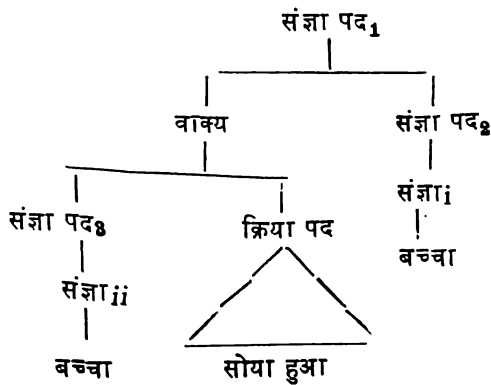 संज्ञा पद₁
वाक्य संज्ञा पद₂
संज्ञाi
संज्ञा पद₃ क्रिया पद
बच्चा
संज्ञाii
बच्चा सोया हुआ